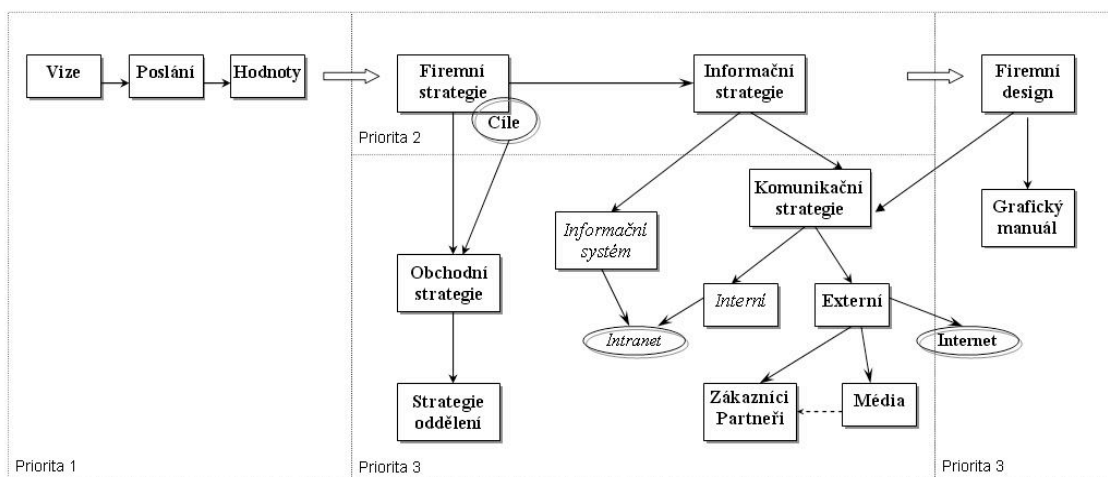 Vize
Poslání
Hodnoty
Priorita 1
Firemní
strategie
Cíle
Informační
strategie
Priorita 2
Komunikační
strategie
Informační
systém
Obchodní
strategie
Interní
Externí
Intranet
Internet
Strategie
oddělení
Zákazníci
Partneři
Média
Priorita 3
Firemní
design
Grafický
manuál
Priorita 3